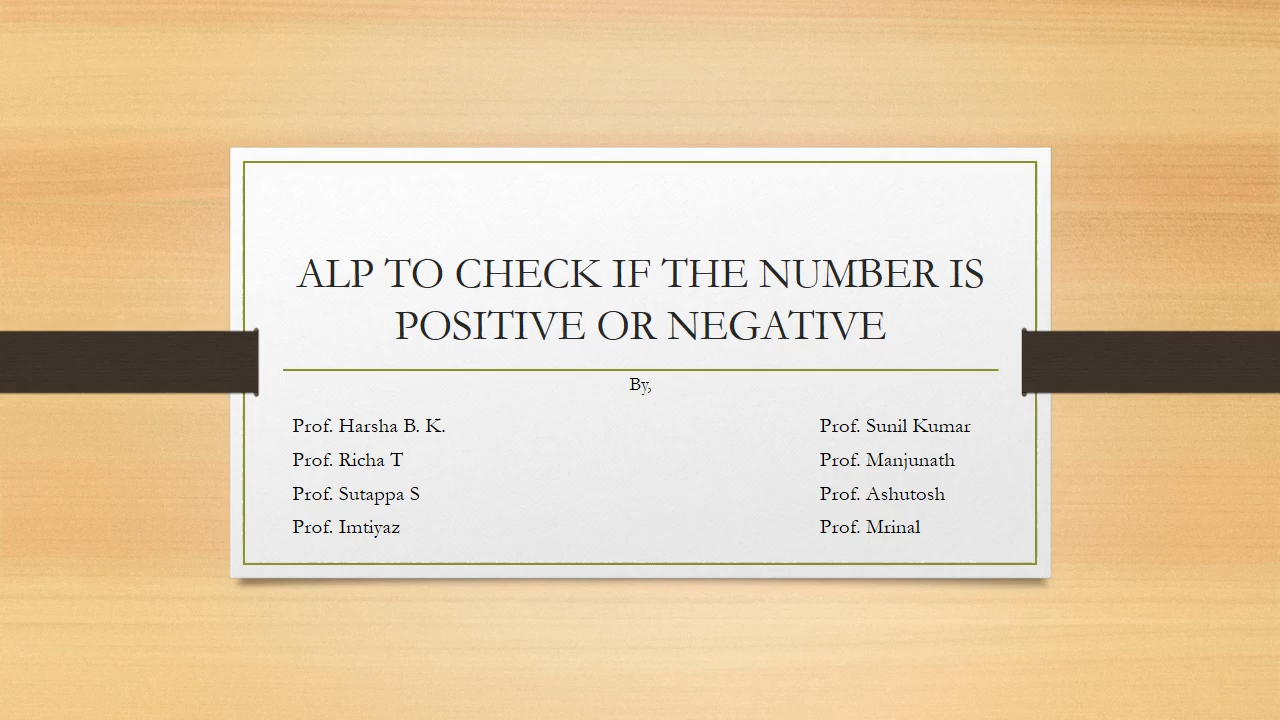 ALP TO CHECK IF THE NUMBER IS
POSITIVE OR NEGATIVE
By,
Prof. Harsha B. K.
Prof. Sunil Kumar
Prof. Richa T
Prof. Manjunath
Prof. Sutappa S
Prof. Ashutosh
Prof. Imtiyaz
Prof. Mrinal